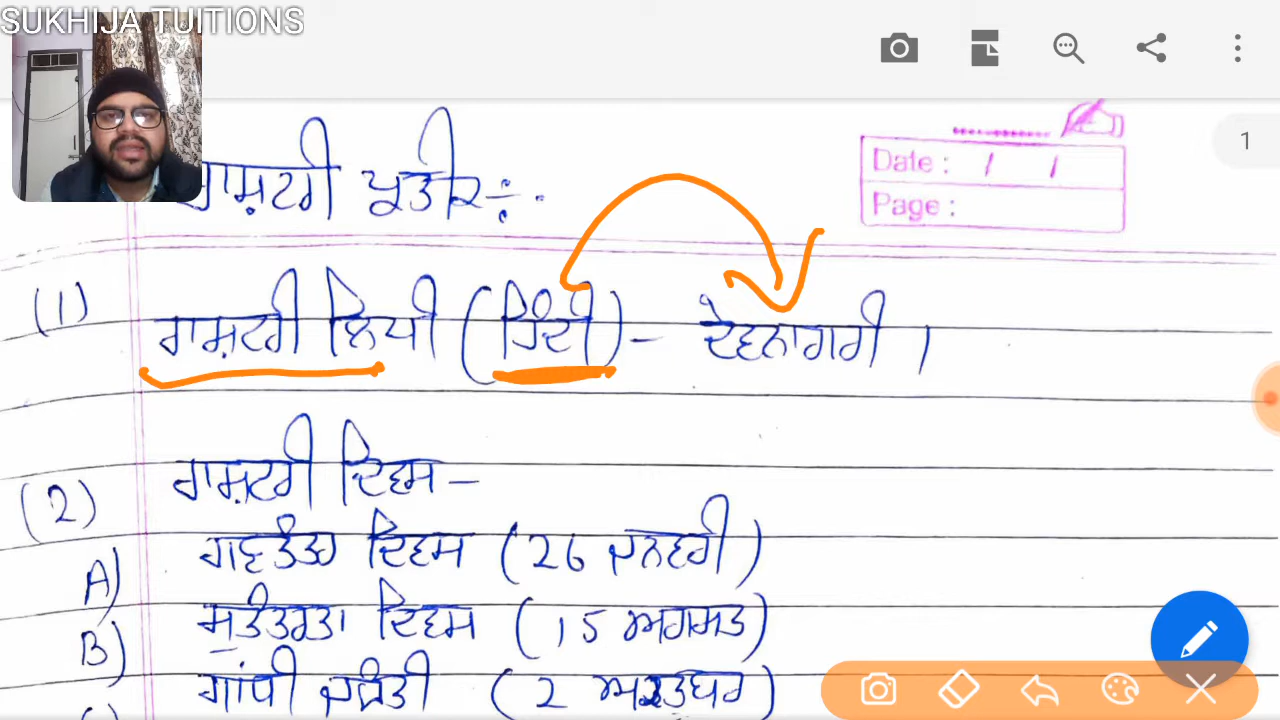 SUKHIJA TUITIONS
1
Date : / /
Page :
ਰਾਸ਼ਟਰੀ ਪ੍ਰਤੀਕ÷.
(1) ਰਾਸ਼ਟਰੀ ਲਿਪੀ (ਹਿੰਦੀ)- ਦੇਵਨਾਗਰੀ ।
(2) ਰਾਸ਼ਟਰੀ ਦਿਵਸ-
A) ਗਣਤੰਤਰ ਦਿਵਸ (26 ਜਨਵਰੀ)
B) ਸੁਤੰਤਰਤਾ ਦਿਵਸ (15 ਅਗਸਤ)
ਗਾਂਧੀ ਜਯੰਤੀ (2 ਅਕਤੂਬਰ)